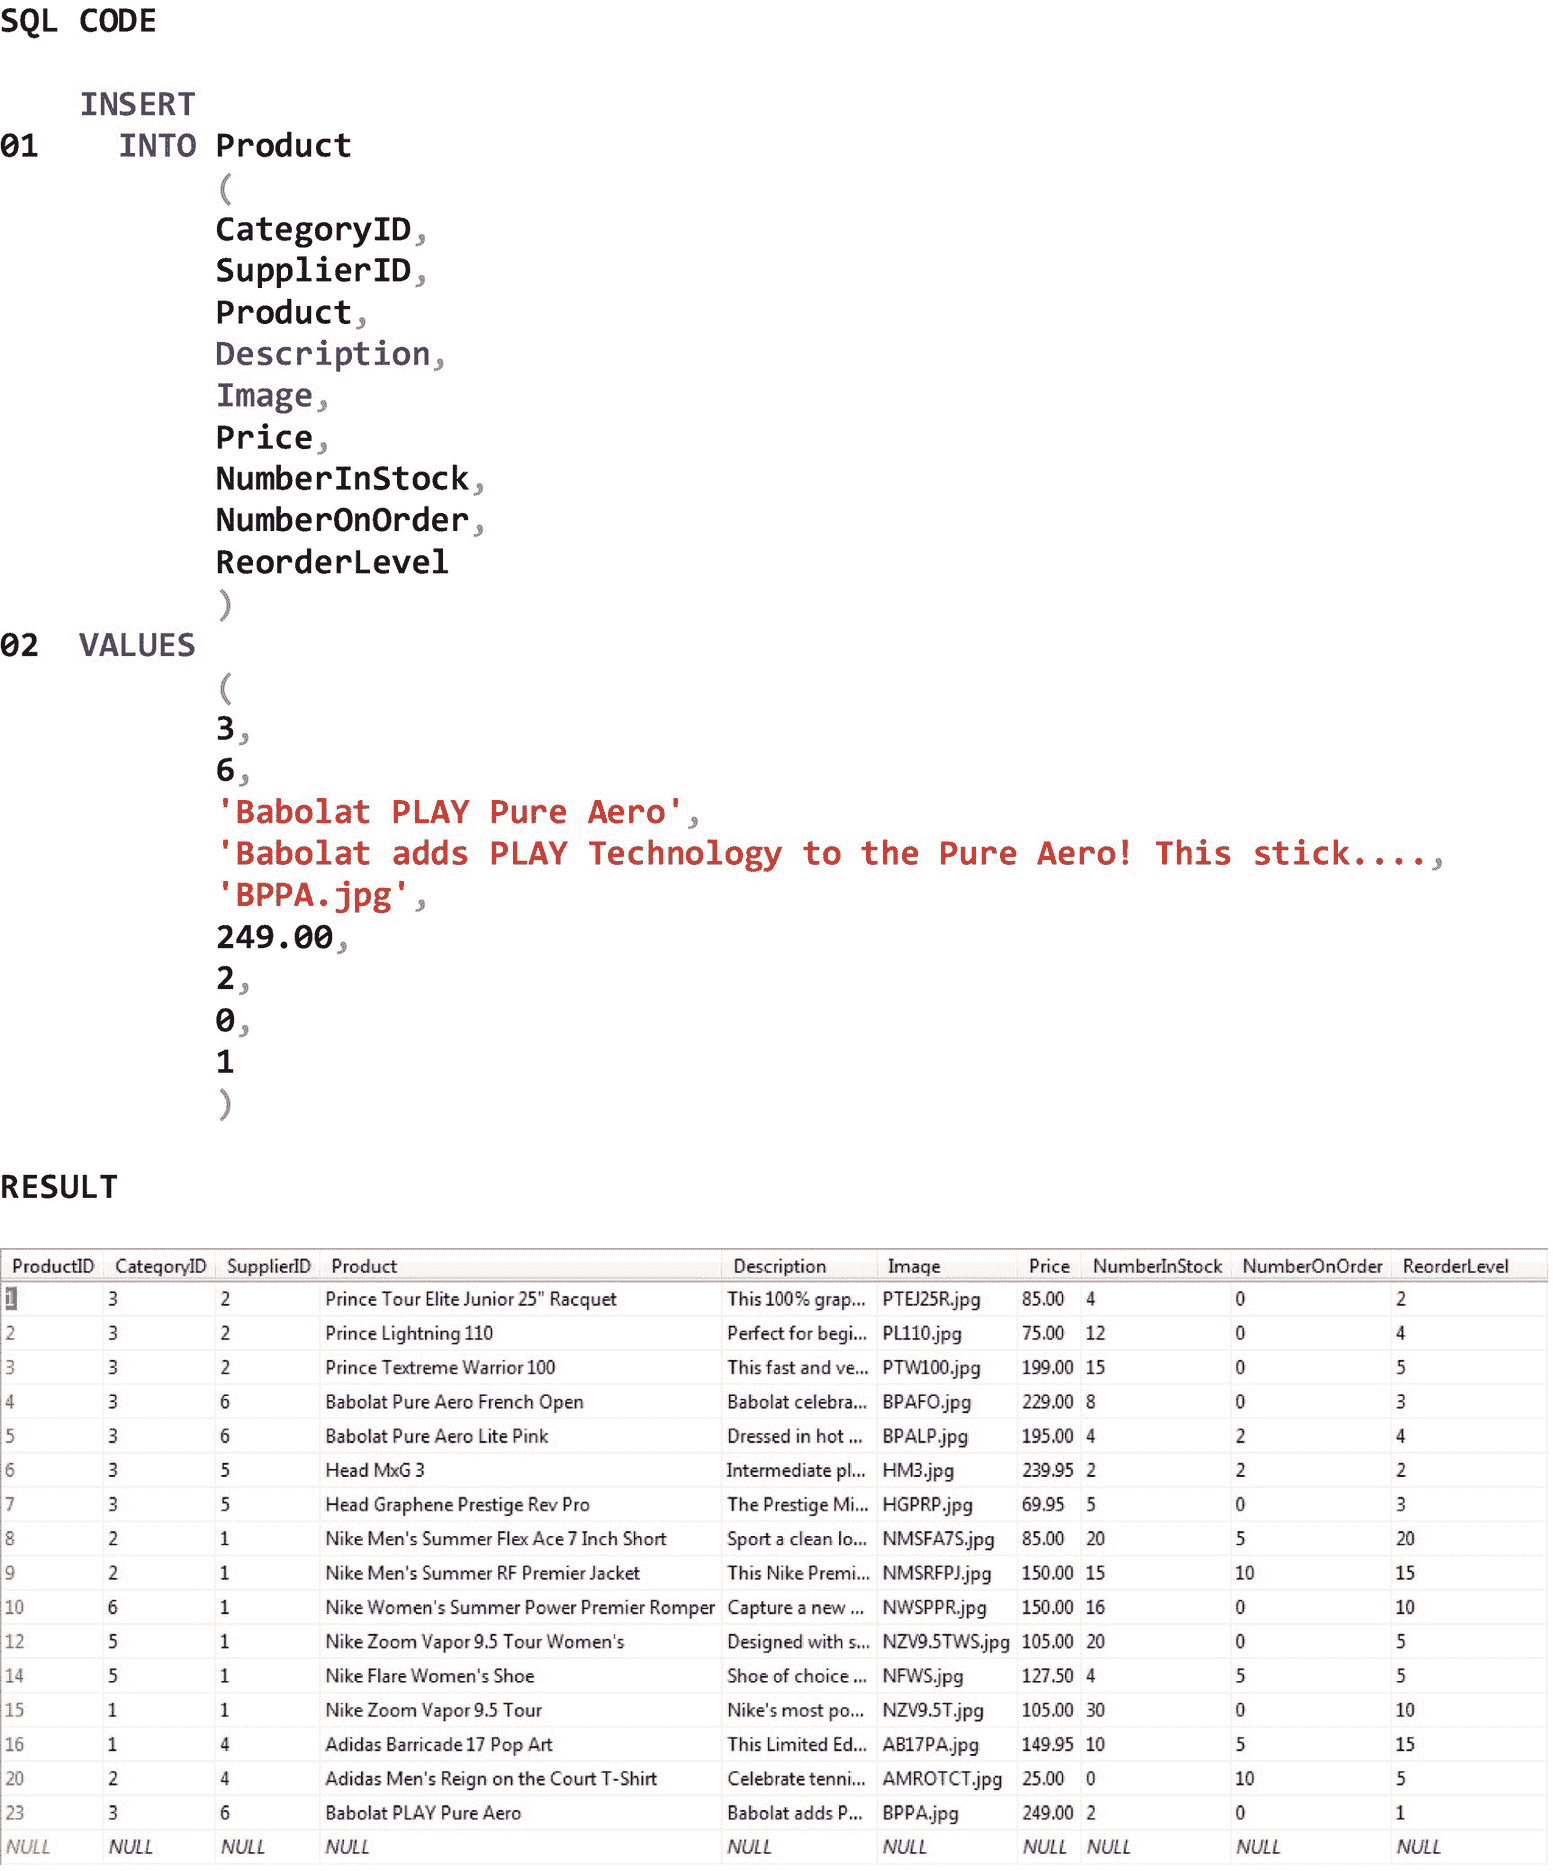 SQL CODE
INSERT
01 INTO Product
(
CategoryID,
SupplierID,
Product,
Description,
Image,
Price,
NumberInStock,
NumberOnOrder,
ReorderLevel
)
02 VALUES
(
3,
6,
'Babolat PLAY Pure Aero',
'Babolat adds PLAY Technology to the Pure Aero! This stick....,
'BPPA.jpg',
249.00,
2,
0,
1
)
RESULT
ProductID CategoryID SupplierID Product Description Image Price NumberInStock NumberOnOrder ReorderLevel
1 3 2 Prince Tour Elite Junior 25" Racquet This 100% grap... PTEJ25R.jpg 85.00 4 0 2
2 3 2 Prince Lightning 110 Perfect for begi... PL110.jpg 75.00 12 0 4
3 3 2 Prince Textreme Warrior 100 This fast and ve... PTW100.jpg 199.00 15 0 5
4 3 6 Babolat Pure Aero French Open Babolat celebra... BPAFO.jpg 229.00 8 0 3
5 3 6 Babolat Pure Aero Lite Pink Dressed in hot ... BPALP.jpg 195.00 4 2 4
6 3 5 Head MxG 3 Intermediate pl... HM3.jpg 239.95 2 2 2
7 3 5 Head Graphene Prestige Rev Pro The Prestige Mi... HGPRP.jpg 69.95 5 0 3
8 2 1 Nike Men's Summer Flex Ace 7 Inch Short Sport a clean lo... NMSFA7S.jpg 85.00 20 5 20
9 2 1 Nike Men's Summer RF Premier Jacket This Nike Premi... NMSRFPJ.jpg 150.00 15 10 15
10 6 1 Nike Women's Summer Power Premier Romper Capture a new ... NWSPPR.jpg 150.00 16 0 10
12 5 1 Nike Zoom Vapor 9.5 Tour Women's Designed with s... NZV9.5TWS.jpg 105.00 20 0 5
14 5 1 Nike Flare Women's Shoe Shoe of choice ... NFWS.jpg 127.50 4 5 5
15 1 1 Nike Zoom Vapor 9.5 Tour Nike's most po... NZV9.5T.jpg 105.00 30 0 10
16 1 4 Adidas Barricade 17 Pop Art This Limited Ed... AB17PA.jpg 149.95 10 5 15
20 2 4 Adidas Men's Reign on the Court T-Shirt Celebrate tenni... AMROTCT.jpg 25.00 0 10 5
23 3 6 Babolat PLAY Pure Aero Babolat adds P... BPPA.jpg 249.00 2 0 1
NULL NULL NULL NULL NULL NULL NULL NULL NULL NULL